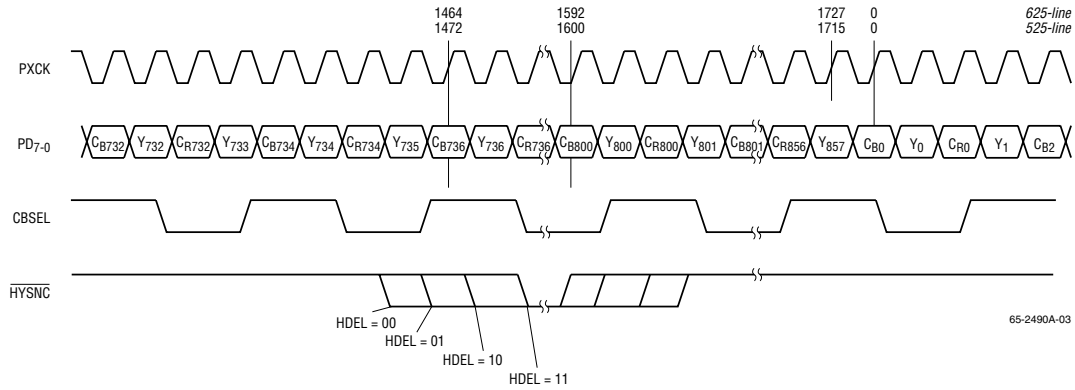 1464 1592 1727 0 625-line
1472 1600 1715 0 525-line
PXCK
PD7-0 CB732 Y732 CR732 Y733 CB734 Y734 CR734 Y735 CB736 Y736 CR736 CB800 Y800 CR800 Y801 CB801 CR856 Y857 CB0 Y0 CR0 Y1 CB2
CBSEL
HYSNC
HDEL = 00
HDEL = 01
HDEL = 10
HDEL = 11
65-2490A-03